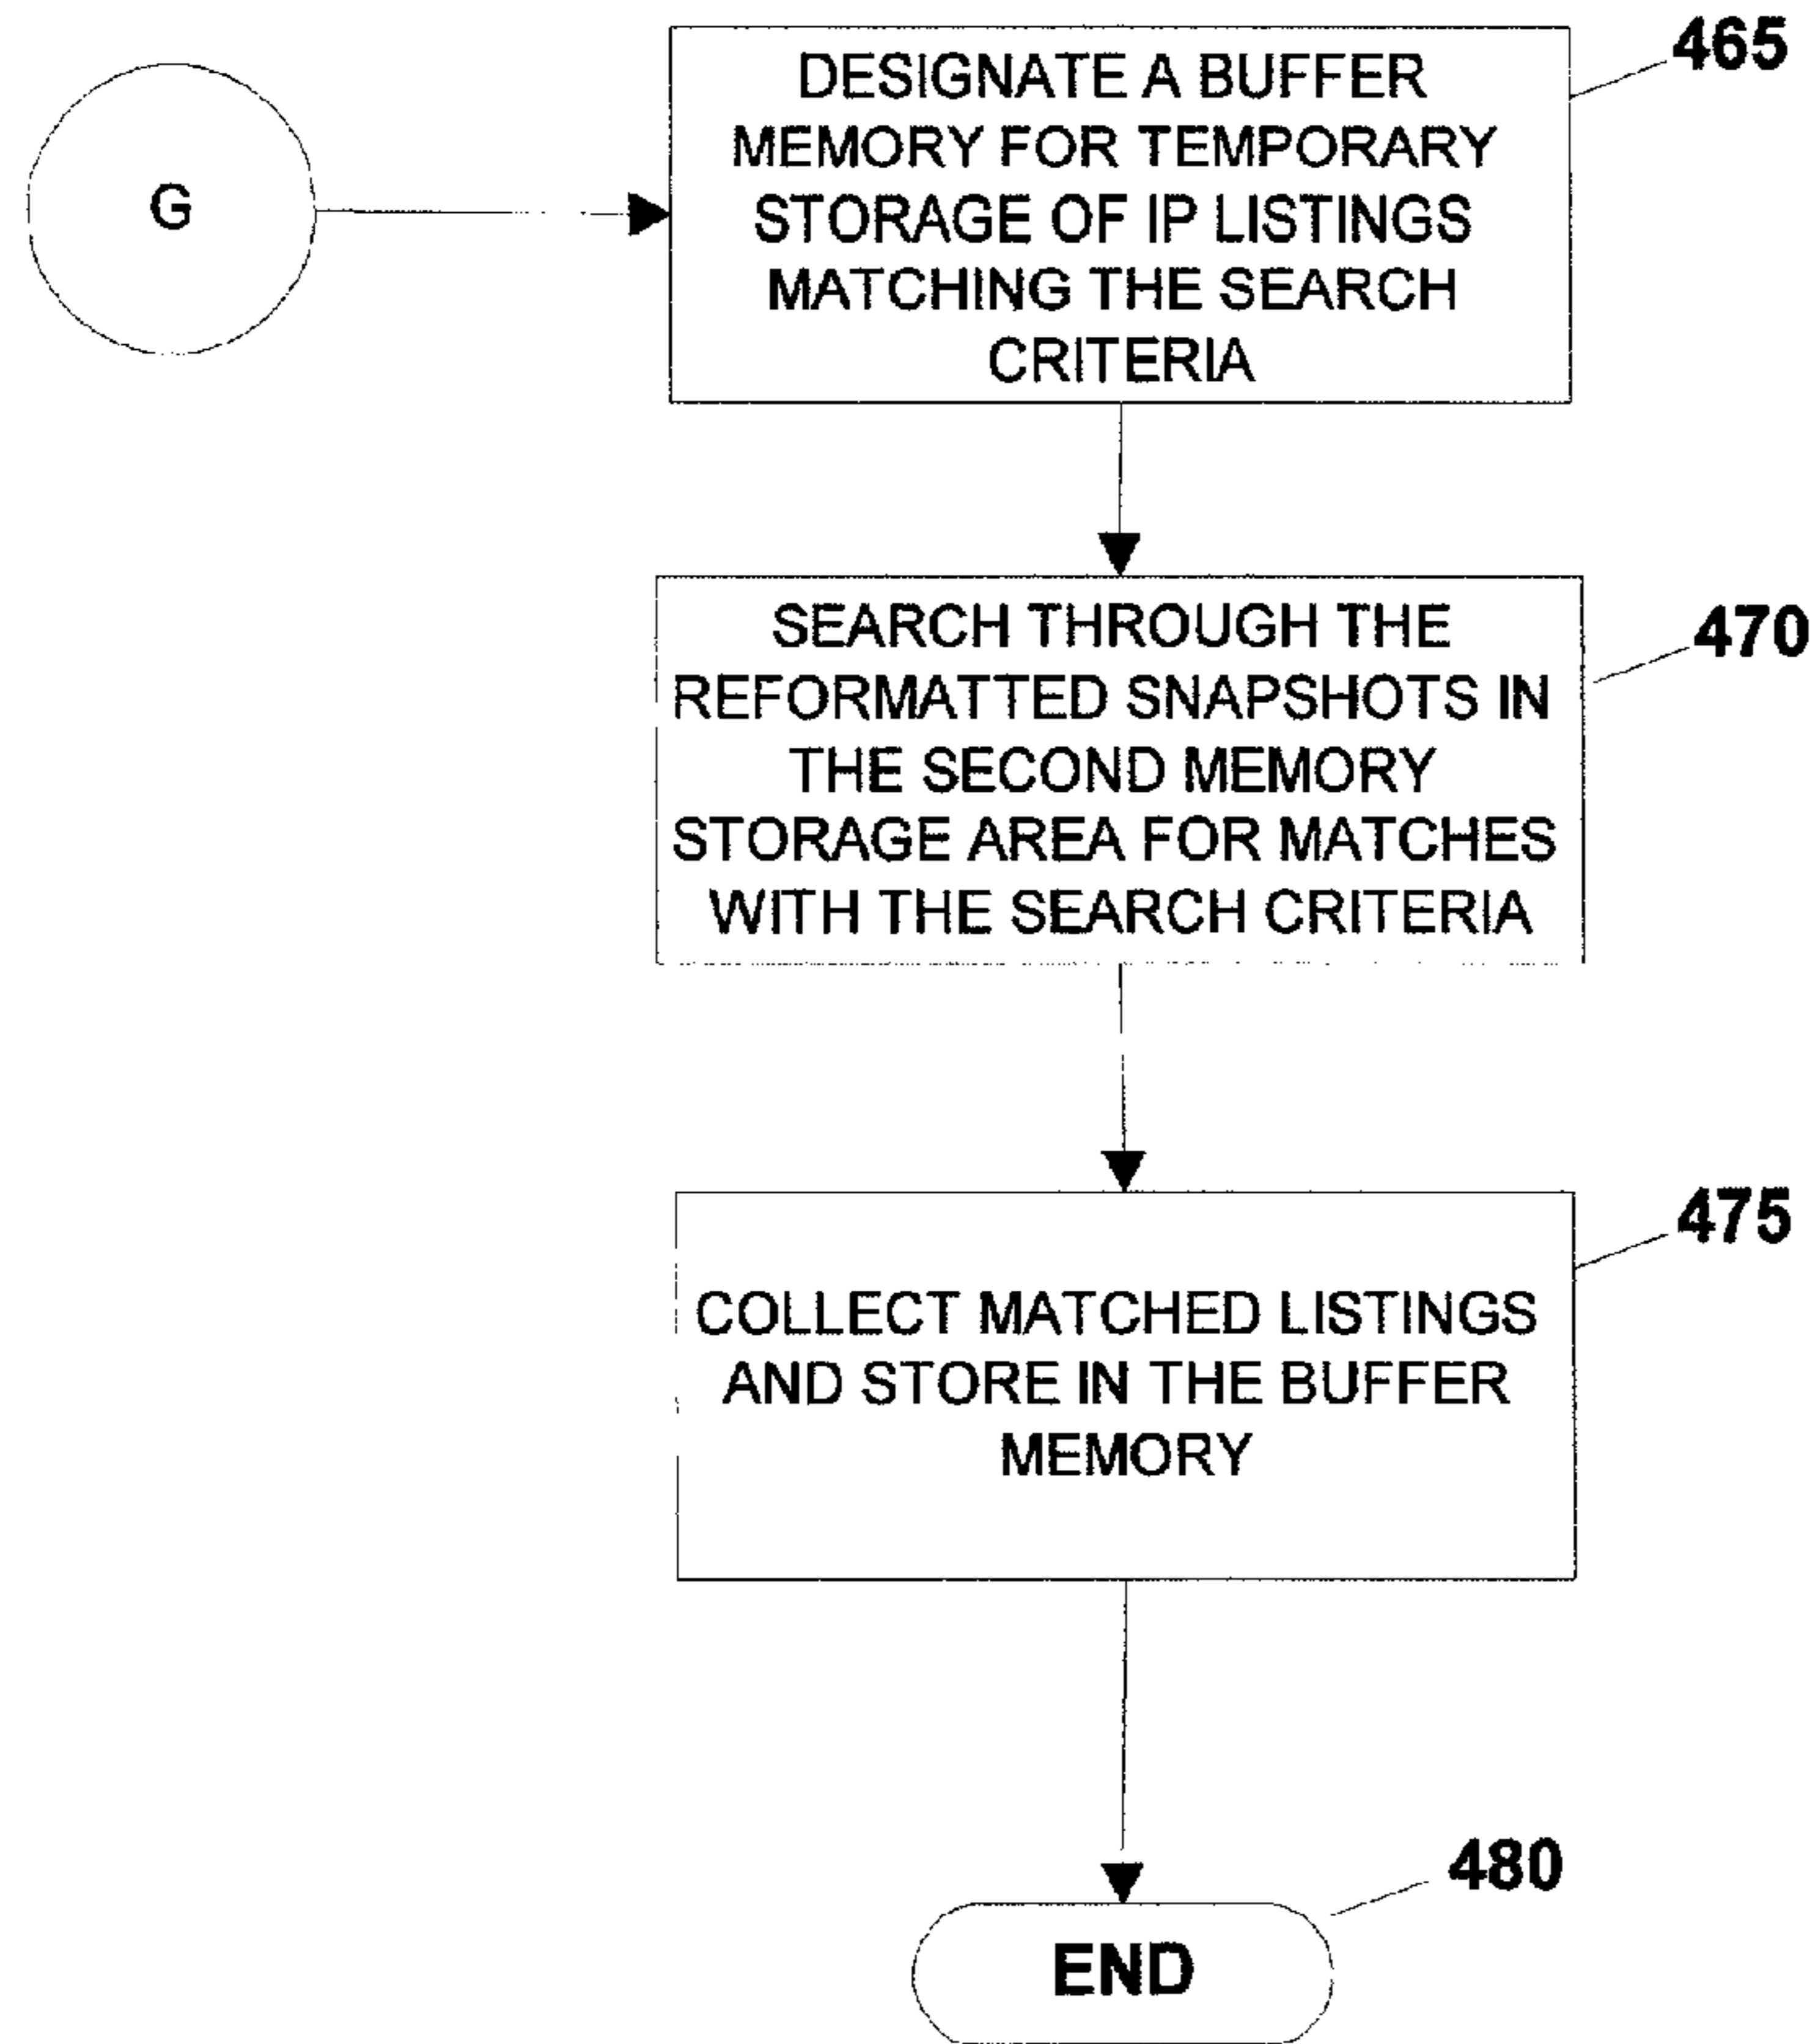 G
DESIGNATE A BUFFER
MEMORY FOR TEMPORARY
STORAGE OF IP LISTINGS
MATCHING THE SEARCH
CRITERIA
465
SEARCH THROUGH THE
REFORMATTED SNAPSHOTS IN
THE SECOND MEMORY
STORAGE AREA FOR MATCHES
WITH THE SEARCH CRITERIA
470
COLLECT MATCHED LISTINGS
AND STORE IN THE BUFFER
MEMORY
475
END
480